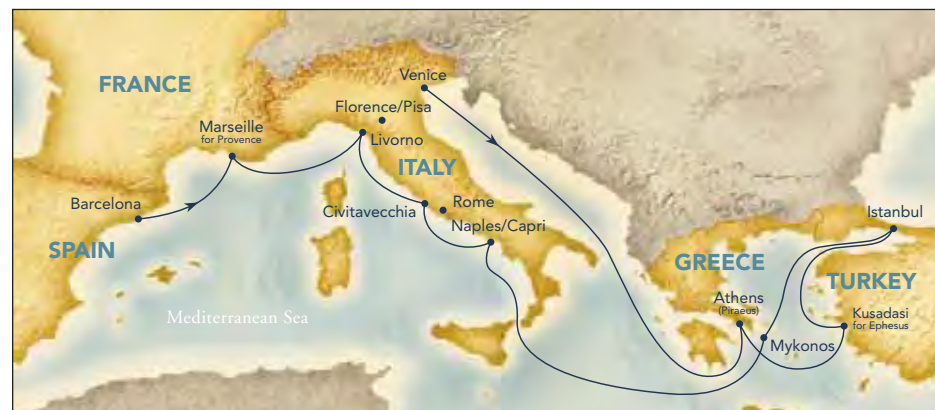 FRANCE
Venice
Florence/Pisa
Marseille
for Provence
Livorno
ITALY
Barcelona
Civitavecchia
Rome
Naples/Capri
Istanbul
SPAIN
GREECE
TURKEY
Athens
(Piraeus)
Kusadasi
for Ephesus
Mediterranean Sea
Mykonos